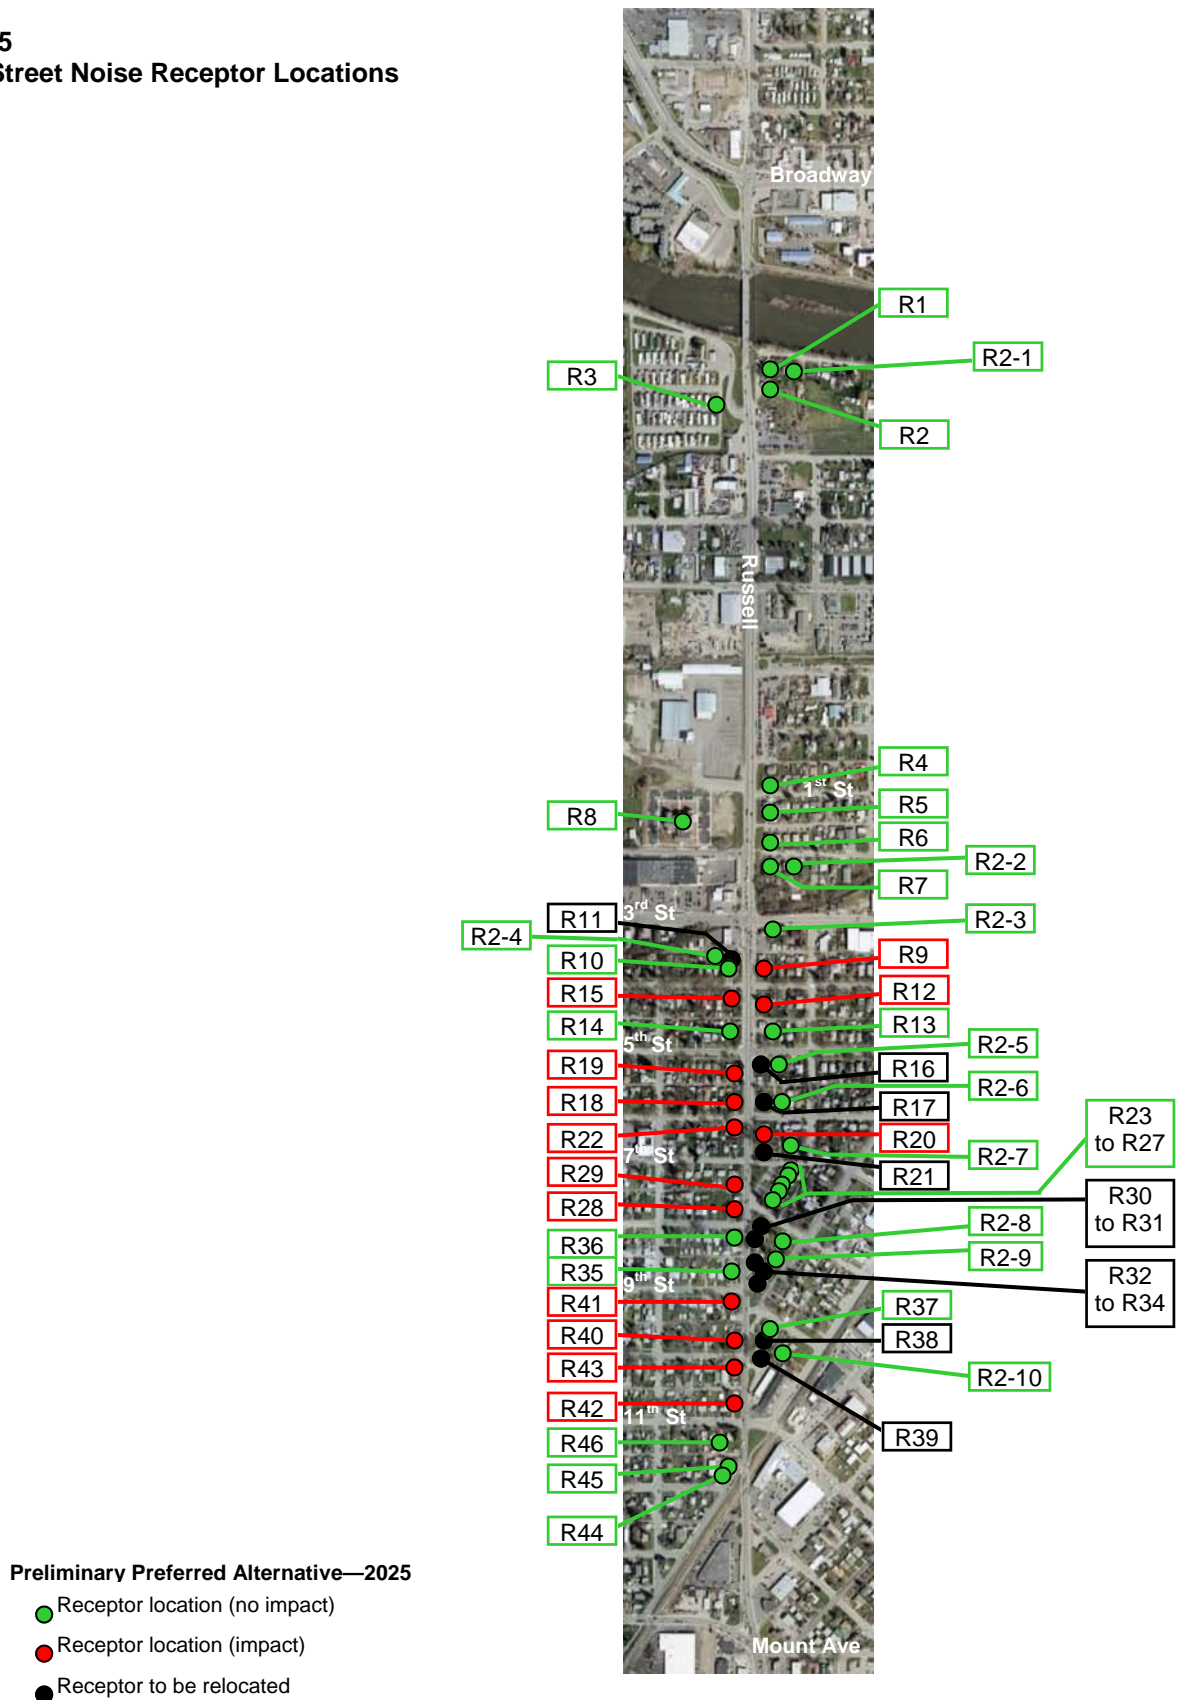 5
Street Noise Receptor Locations
Broadway
R1
R2-1
R3
R2
Russell
R4
1st St
R5
R8
R6
R2-2
R7
R11
3rd St
R2-3
R2-4
R10
R9
R15
R12
R14
R13
5th St
R2-5
R19
R16
R18
R2-6
R17
R23
to R27
R22
R20
7th St
R2-7
R21
R29
R30
to R31
R28
R2-8
R36
R2-9
R35
9th St
R32
to R34
R41
R37
R40
R38
R43
R2-10
R42
11th St
R39
R46
R45
R44
Preliminary Preferred Alternative—2025
Receptor location (no impact)
Receptor location (impact)
Mount Ave
Receptor to be relocated